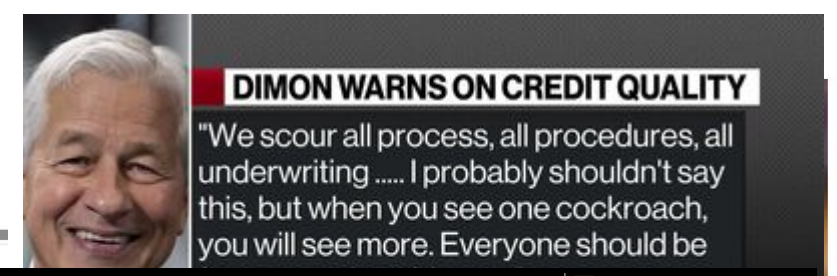 DIMON WARNS ON CREDIT QUALITY
"We scour all process, all procedures, all
underwriting ..... I probably shouldn't say
this, but when you see one cockroach,
you will see more. Everyone should be